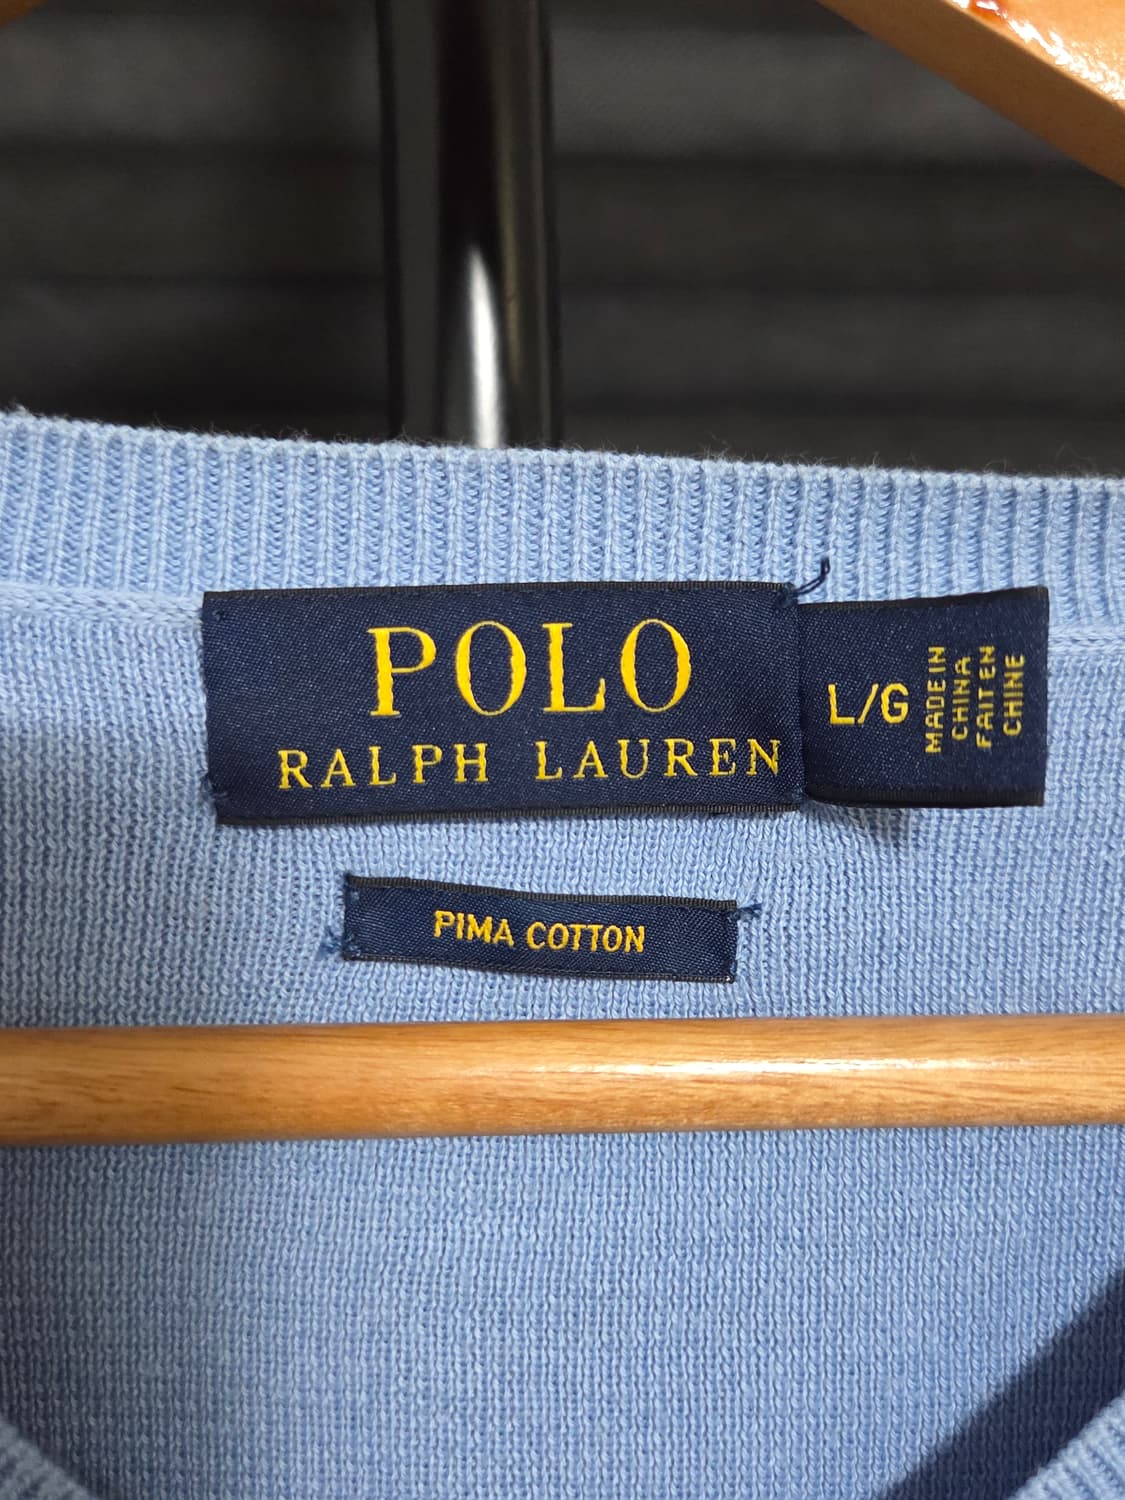 POLO
RALPH LAUREN
L/G
MADE IN
CHINA
FAIT EN
CHINE
PIMA COTTON